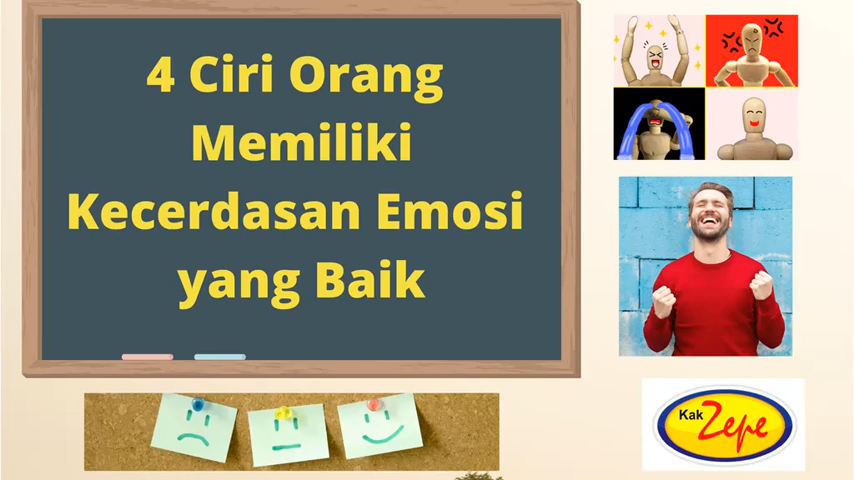 4 Ciri Orang
Memiliki
Kecerdasan Emosi
yang Baik
Kak
Zepe